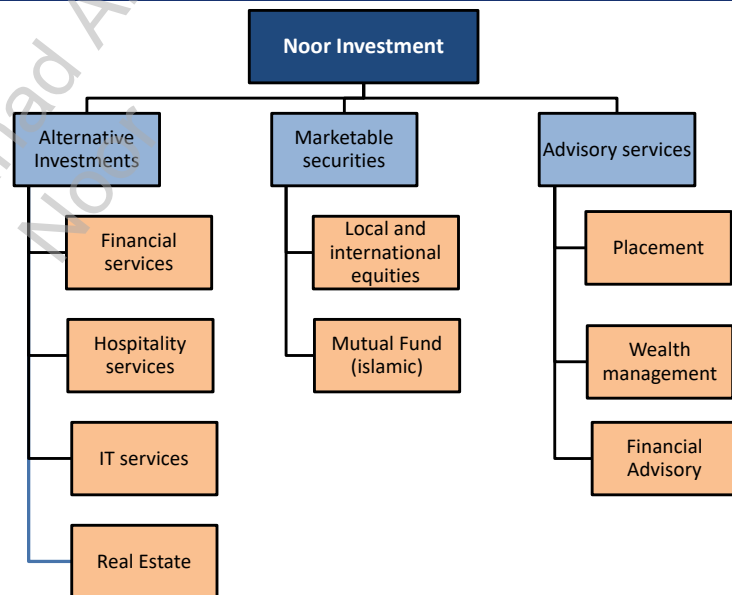 Noor Investment
Alternative
Investments
Marketable
securities
Advisory services
Financial
services
Hospitality
services
IT services
Real Estate
Local and
international
equities
Mutual Fund
(islamic)
Placement
Wealth
management
Financial
Advisory
Noor